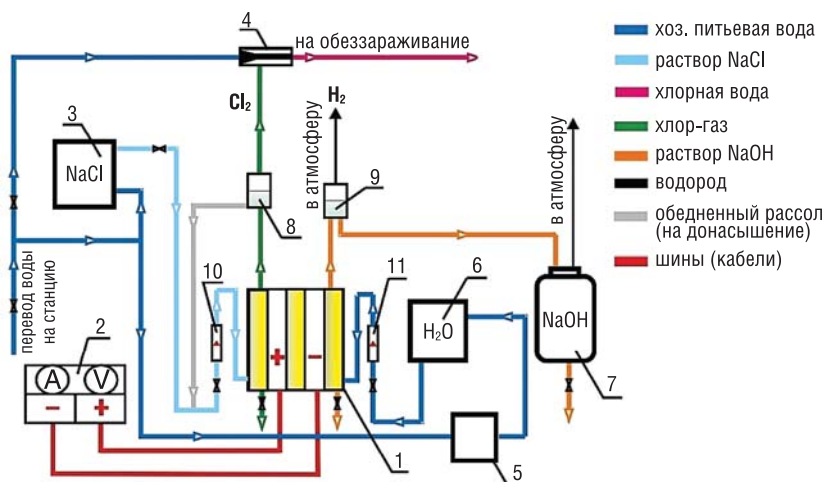 4
на обеззараживание
Cl₂
H₂
в атмосферу
3
NaCl
8
9
в атмосферу
10
11
6
H₂O
NaOH
7
перевод воды
на станцию
2
A V
− +
+ −
1
5
хоз. питьевая вода
раствор NaCl
хлорная вода
хлор-газ
раствор NaOH
водород
обедненный рассол
(на донасышение)
шины (кабели)